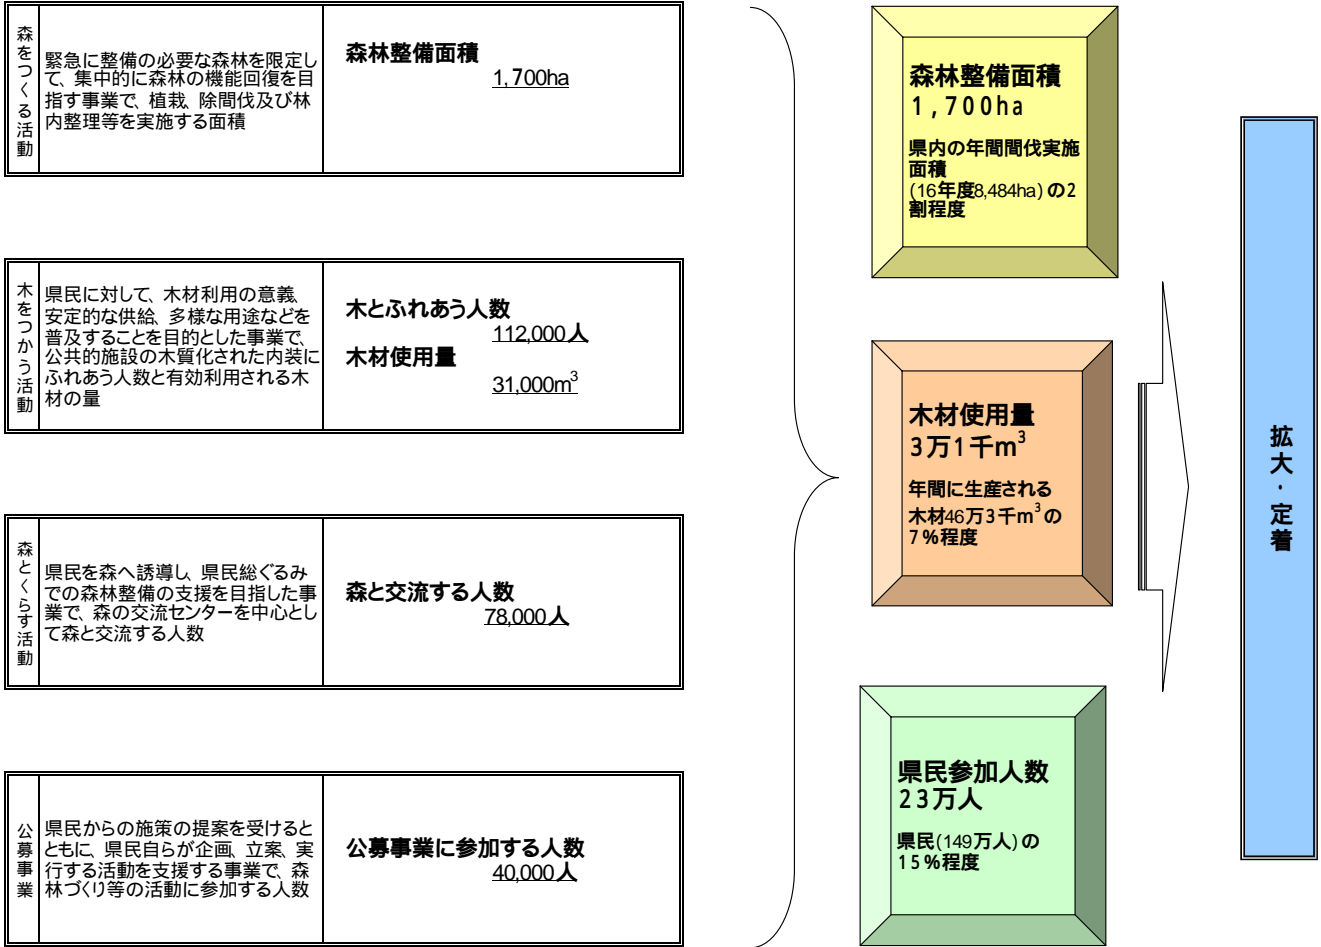 森をつくる活動
緊急に整備の必要な森林を限定し
て、集中的に森林の機能回復を目
指す事業で、植栽、除間伐及び林
内整理等を実施する面積
森林整備面積
1,700ha
木をつかう活動
県民に対して、木材利用の意義、
安定的な供給、多様な用途などを
普及することを目的とした事業で、
公共的施設の木質化された内装に
ふれあう人数と有効利用される木
材の量
木とふれあう人数
112,000人
木材使用量
31,000m³
森とくらす活動
県民を森へ誘導し、県民総ぐるみ
での森林整備の支援を目指した事
業で、森の交流センターを中心とし
て森と交流する人数
森と交流する人数
78,000人
公募事業
県民からの施策の提案を受けると
ともに、県民自らが企画、立案、実
行する活動を支援する事業で、森
林づくり等の活動に参加する人数
公募事業に参加する人数
40,000人
森林整備面積
1,700ha
県内の年間間伐実施
面積
(16年度8,484ha)の2
割程度
木材使用量
3万1千m³
年間に生産される
木材46万3千m³の
7%程度
県民参加人数
23万人
県民(149万人)の
15%程度
拡大・定着